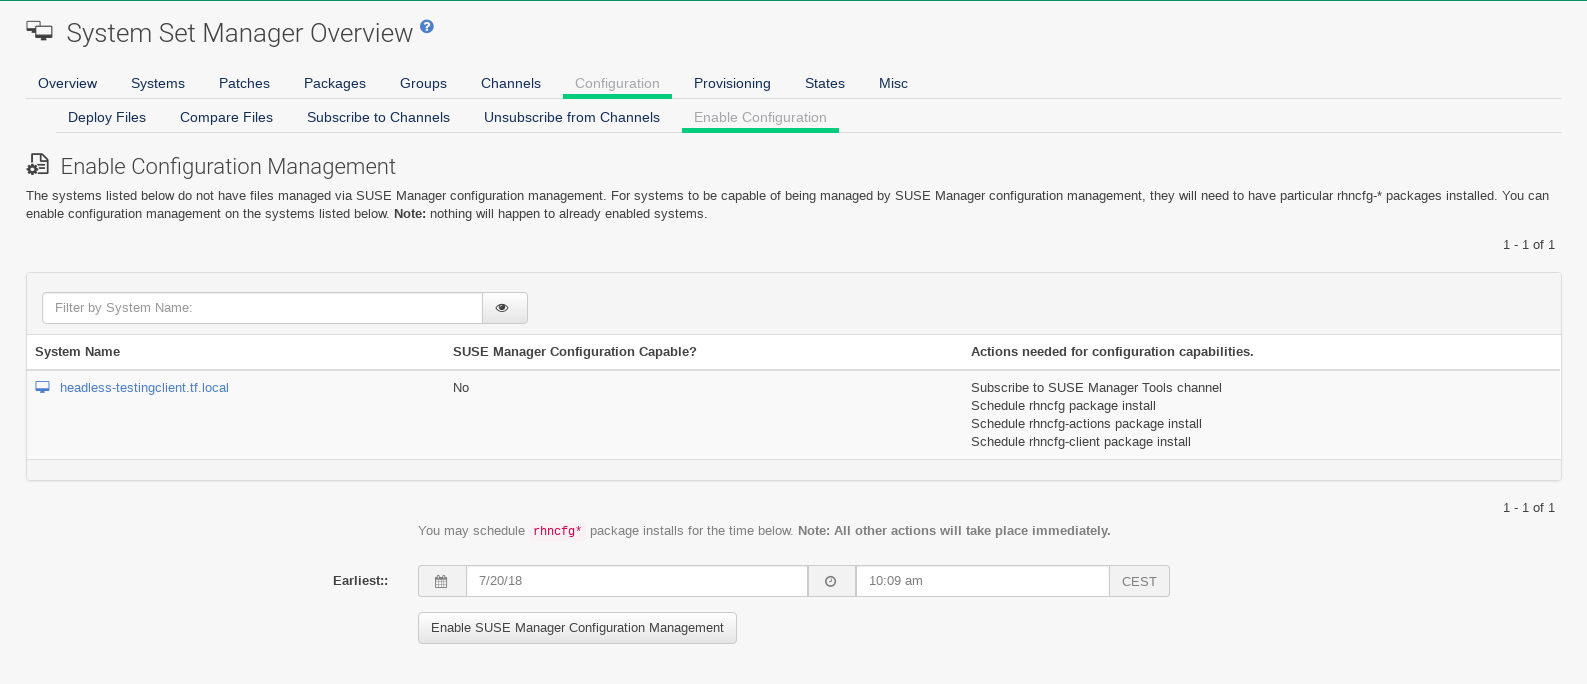 System Set Manager Overview ?
Overview Systems Patches Packages Groups Channels Configuration Provisioning States Misc
Deploy Files Compare Files Subscribe to Channels Unsubscribe from Channels Enable Configuration
Enable Configuration Management
The systems listed below do not have files managed via SUSE Manager configuration management. For systems to be capable of being managed by SUSE Manager configuration management, they will need to have particular rhncfg-* packages installed. You can
enable configuration management on the systems listed below. Note: nothing will happen to already enabled systems.
1 - 1 of 1
Filter by System Name:
System Name SUSE Manager Configuration Capable? Actions needed for configuration capabilities.
headless-testingclient.tf.local No Subscribe to SUSE Manager Tools channel
Schedule rhncfg package install
Schedule rhncfg-actions package install
Schedule rhncfg-client package install
1 - 1 of 1
You may schedule rhncfg* package installs for the time below. Note: All other actions will take place immediately.
Earliest:: 7/20/18 10:09 am CEST
Enable SUSE Manager Configuration Management